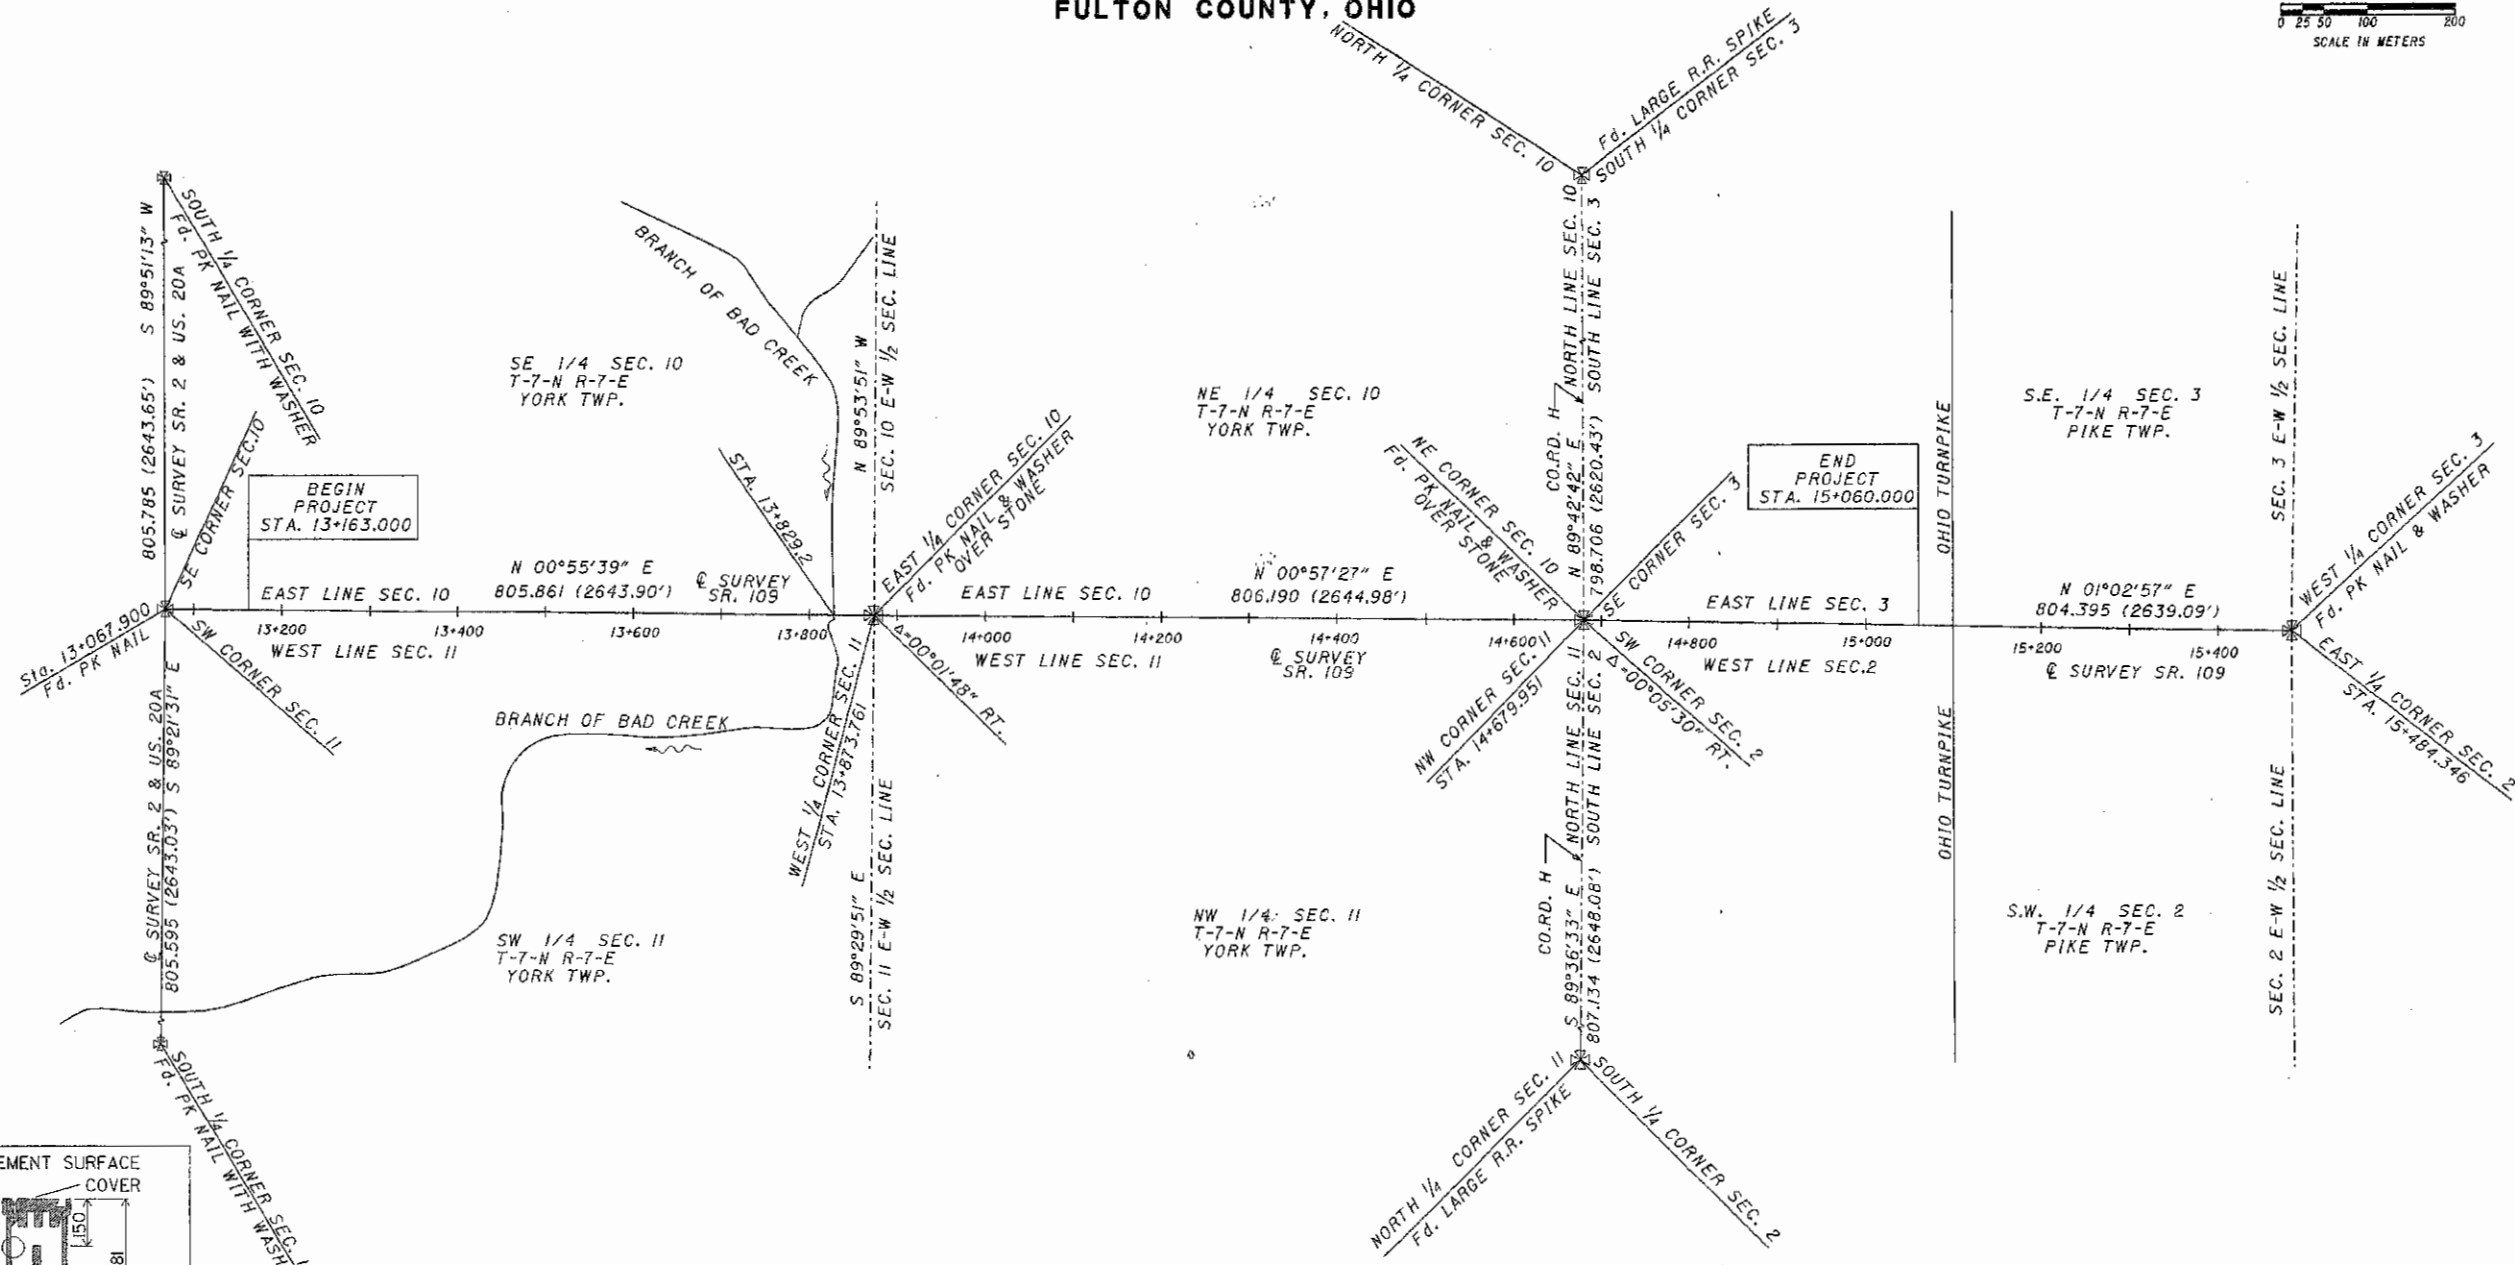 FULTON COUNTY, OHIO
0 25 50 100 200
SCALE IN METERS
NORTH 1/4 CORNER SEC. 10
Fd. LARGE R.R. SPIKE
SOUTH 1/4 CORNER SEC. 3
S 89°51'13" W
805.785 (2643.65')
℄ SURVEY SR. 2 & US. 20A
SOUTH 1/4 CORNER SEC. 10
Fd. PK NAIL WITH WASHER
SE CORNER SEC.10
BEGIN
PROJECT
STA. 13+163.000
BRANCH OF BAD CREEK
SE 1/4 SEC. 10
T-7-N R-7-E
YORK TWP.
STA. 13+829.2
N 89°53'51" W
SEC. 10 E-W 1/2 SEC. LINE
EAST 1/4 CORNER SEC. 10
Fd. PK NAIL & WASHER
OVER STONE
NE 1/4 SEC. 10
T-7-N R-7-E
YORK TWP.
NE CORNER SEC. 10
Fd. PK NAIL & WASHER
OVER STONE
CO.RD. H
NORTH LINE SEC. 10
SOUTH LINE SEC. 3
N 89°42'42" E
798.706 (2620.43')
SE CORNER SEC. 3
END
PROJECT
STA. 15+060.000
OHIO TURNPIKE
S.E. 1/4 SEC. 3
T-7-N R-7-E
PIKE TWP.
SEC. 3 E-W 1/2 SEC. LINE
WEST 1/4 CORNER SEC. 3
Fd. PK NAIL & WASHER
EAST LINE SEC. 10
N 00°55'39" E
805.861 (2643.90')
℄ SURVEY
SR. 109
EAST LINE SEC. 10
N 00°57'27" E
806.190 (2644.98')
EAST LINE SEC. 3
N 01°02'57" E
804.395 (2639.09')
Sta. 13+067.900
Fd. PK NAIL
13+200 13+400 13+600 13+800 14+000 14+200 14+400 14+600 14+800 15+000 15+200 15+400
WEST LINE SEC. 11
WEST LINE SEC. 11
℄ SURVEY
SR. 109
WEST LINE SEC.2
℄ SURVEY SR. 109
SW CORNER SEC. 11
S 89°21'31" E
805.595 (2643.03')
℄ SURVEY SR. 2 & US. 20A
BRANCH OF BAD CREEK
WEST 1/4 CORNER SEC. 11
STA. 13+873.761
Δ=00°01'48" RT.
NW CORNER SEC. 11
STA. 14+679.951
SW CORNER SEC. 2
Δ=00°05'30" RT.
EAST 1/4 CORNER SEC. 2
STA. 15+484.346
SW 1/4 SEC. 11
T-7-N R-7-E
YORK TWP.
S 89°29'51" E
SEC. 11 E-W 1/2 SEC. LINE
NW 1/4 SEC. 11
T-7-N R-7-E
YORK TWP.
CO.RD. H
NORTH LINE SEC. 11
SOUTH LINE SEC. 2
S 89°36'33" E
807.134 (2648.08')
OHIO TURNPIKE
S.W. 1/4 SEC. 2
T-7-N R-7-E
PIKE TWP.
SEC. 2 E-W 1/2 SEC. LINE
SOUTH 1/4 CORNER SEC. 1
Fd. PK NAIL WITH WASH
NORTH 1/4 CORNER SEC. 11
Fd. LARGE R.R. SPIKE
SOUTH 1/4 CORNER SEC. 2
EMENT SURFACE
COVER
150
81